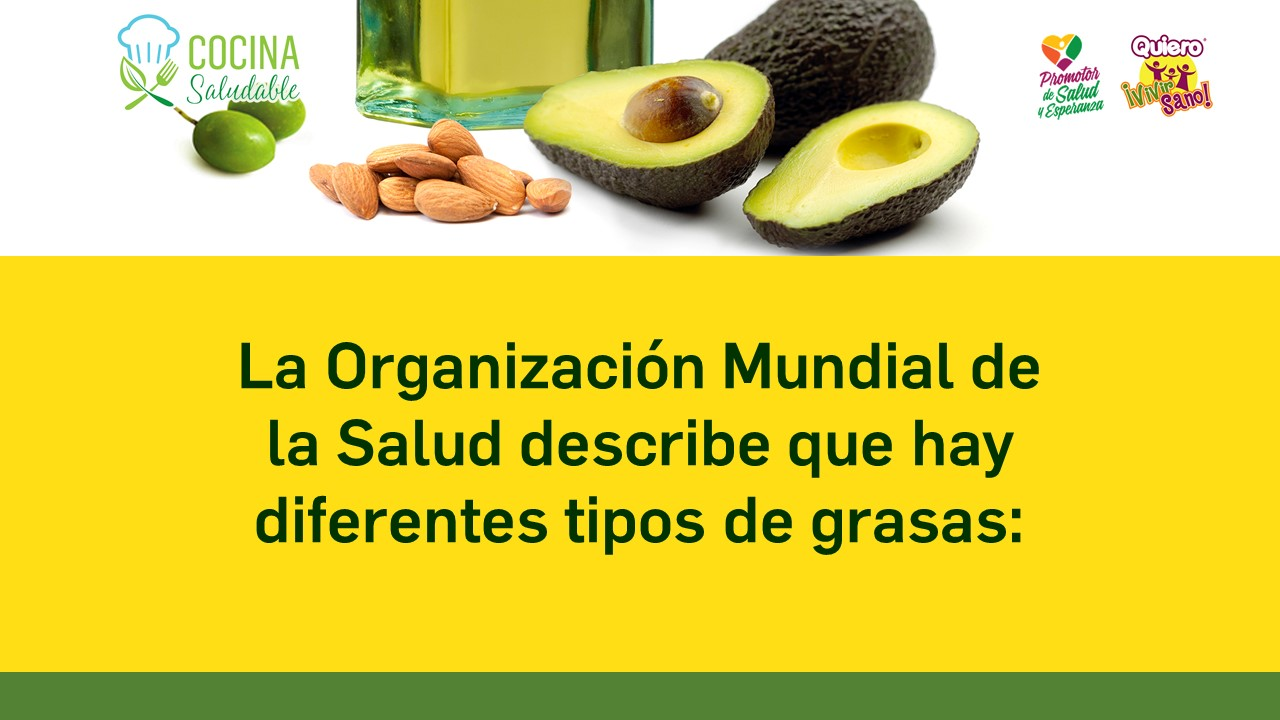 COCINA
Saludable
Promotor
de Salud
y Esperanza
Quiero
¡Vivir
Sano!
La Organización Mundial de
la Salud describe que hay
diferentes tipos de grasas: